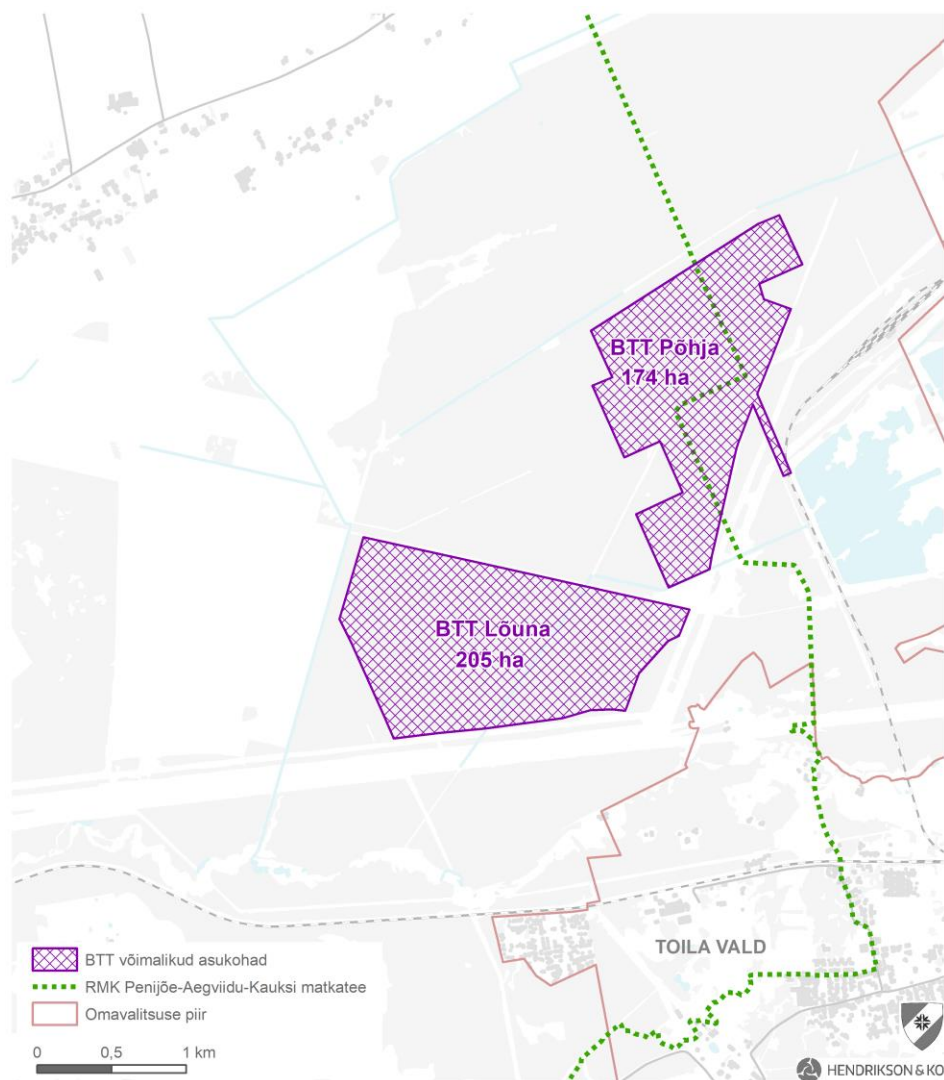 BTT Põhja
174 ha
BTT Lõuna
205 ha
TOILA VALD
BTT võimalikud asukohad
RMK Penijõe-Aegviidu-Kauksi matkatee
Omavalitsuse piir
0 0,5 1 km
HENDRIKSON & KO